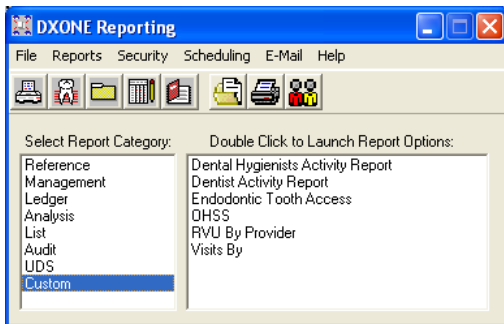 DXONE Reporting
File Reports Security Scheduling E-Mail Help
Select Report Category: Double Click to Launch Report Options:
Reference
Management
Ledger
Analysis
List
Audit
UDS
Custom
Dental Hygienists Activity Report
Dentist Activity Report
Endodontic Tooth Access
OHSS
RVU By Provider
Visits By